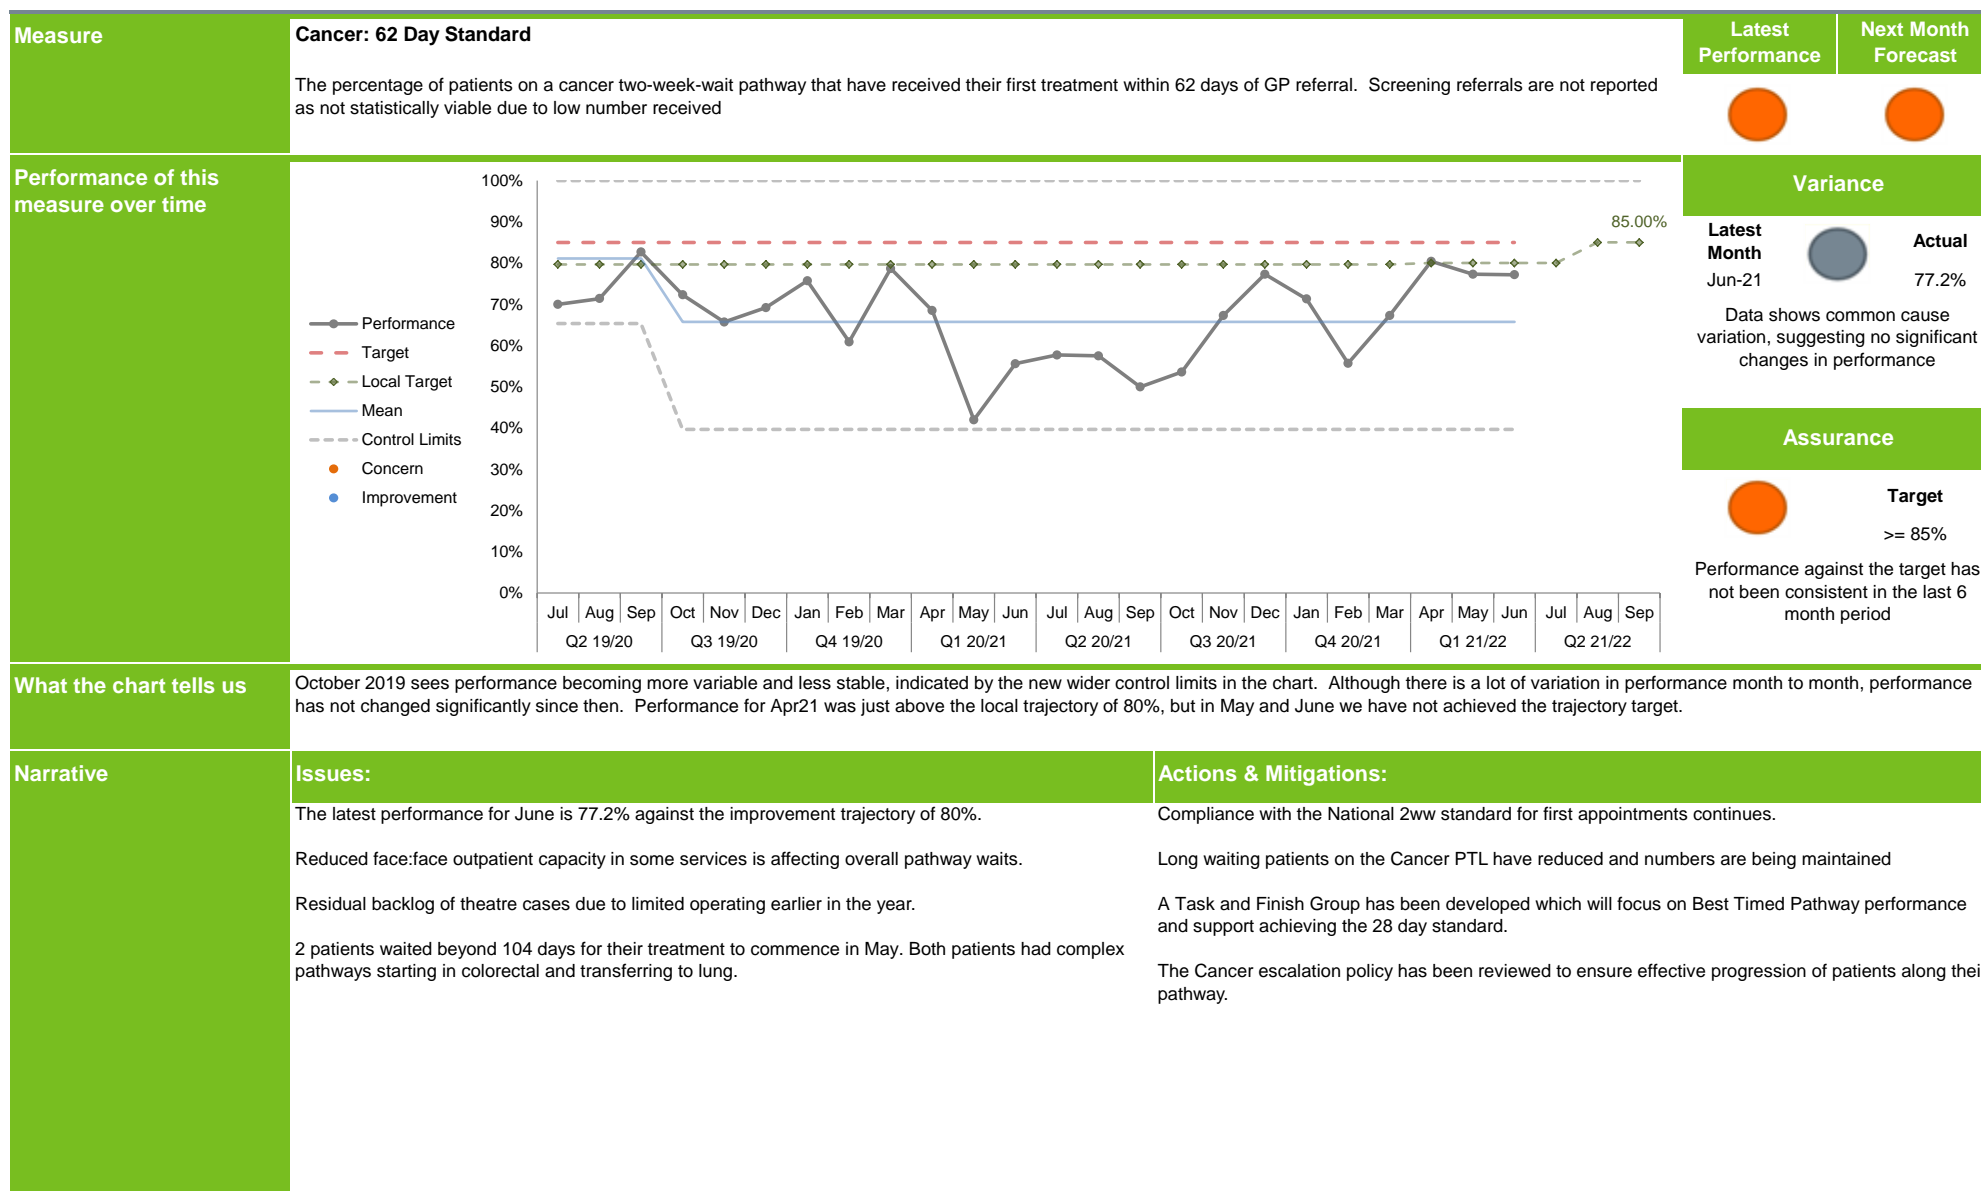 Measure
Cancer: 62 Day Standard
The percentage of patients on a cancer two-week-wait pathway that have received their first treatment within 62 days of GP referral.  Screening referrals are not reported
as not statistically viable due to low number received
Latest
Performance
Next Month
Forecast
Performance of this
measure over time
100%
90%
80%
70%
60%
50%
40%
30%
20%
10%
0%
Performance
Target
Local Target
Mean
Control Limits
Concern
Improvement
85.00%
Jul Aug Sep Oct Nov Dec Jan Feb Mar Apr May Jun Jul Aug Sep Oct Nov Dec Jan Feb Mar Apr May Jun Jul Aug Sep
Q2 19/20 Q3 19/20 Q4 19/20 Q1 20/21 Q2 20/21 Q3 20/21 Q4 20/21 Q1 21/22 Q2 21/22
Variance
Latest
Month
Actual
Jun-21
77.2%
Data shows common cause
variation, suggesting no significant
changes in performance
Assurance
Target
>= 85%
Performance against the target has
not been consistent in the last 6
month period
What the chart tells us
October 2019 sees performance becoming more variable and less stable, indicated by the new wider control limits in the chart.  Although there is a lot of variation in performance month to month, performance
has not changed significantly since then.  Performance for Apr21 was just above the local trajectory of 80%, but in May and June we have not achieved the trajectory target.
Narrative
Issues:
The latest performance for June is 77.2% against the improvement trajectory of 80%.
Reduced face:face outpatient capacity in some services is affecting overall pathway waits.
Residual backlog of theatre cases due to limited operating earlier in the year.
2 patients waited beyond 104 days for their treatment to commence in May. Both patients had complex
pathways starting in colorectal and transferring to lung.
Actions & Mitigations:
Compliance with the National 2ww standard for first appointments continues.
Long waiting patients on the Cancer PTL have reduced and numbers are being maintained
A Task and Finish Group has been developed which will focus on Best Timed Pathway performance
and support achieving the 28 day standard.
The Cancer escalation policy has been reviewed to ensure effective progression of patients along thei
pathway.